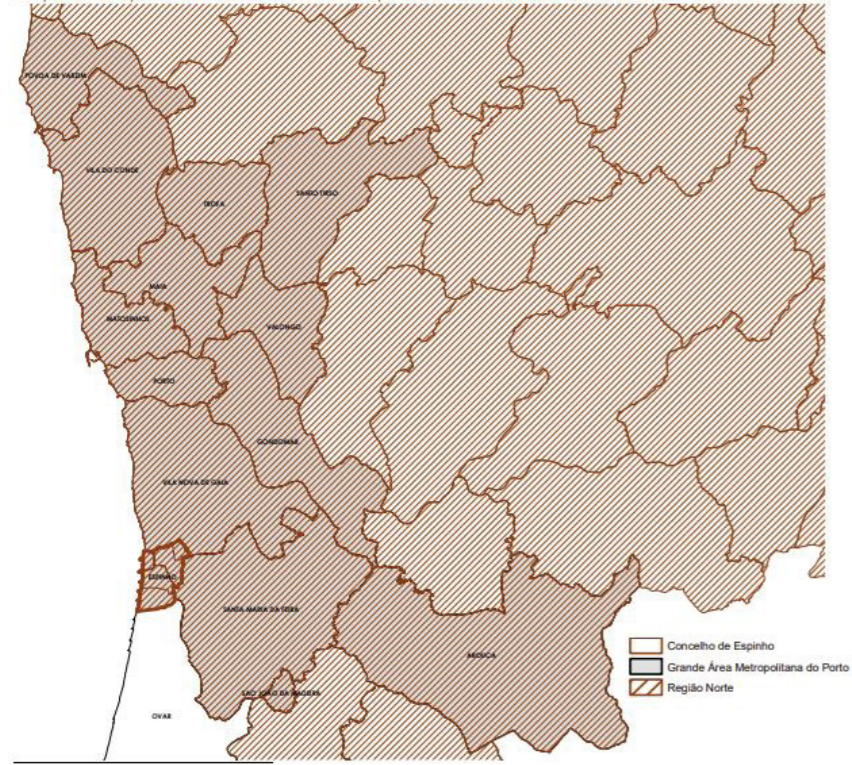 PÓVOA DE VARZIM
VILA DO CONDE
TROFA
SANTO TIRSO
MAIA
MATOSINHOS
VALONGO
PORTO
GONDOMAR
VILA NOVA DE GAIA
ESPINHO
SANTA MARIA DA FEIRA
AROUCA
SÃO JOÃO DA MADEIRA
OVAR
Concelho de Espinho
Grande Área Metropolitana do Porto
Região Norte